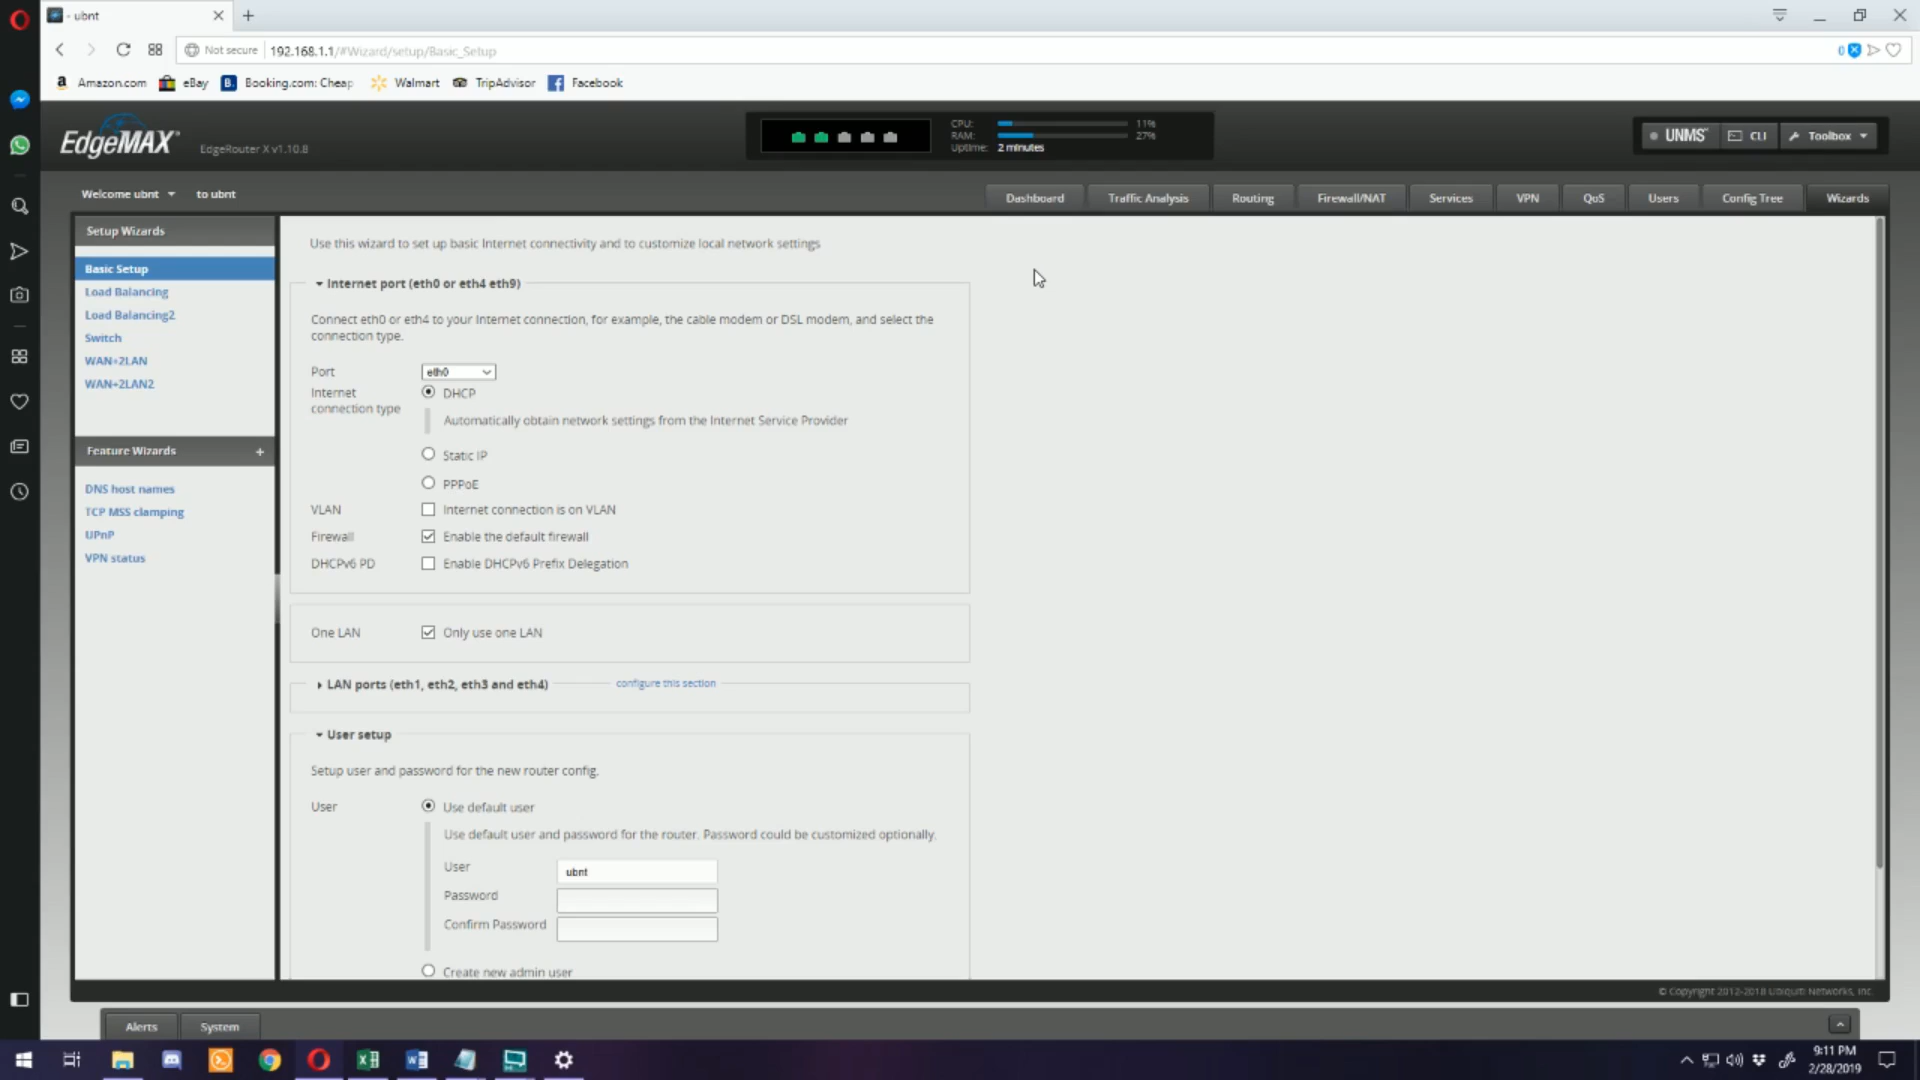 - ubnt
Not secure 192.168.1.1/#Wizard/setup/Basic_Setup
0
Amazon.com eBay Booking.com: Cheap Walmart TripAdvisor Facebook
EdgeMAX EdgeRouter X v1.10.8
CPU: 11%
RAM: 27%
Uptime: 2 minutes
UNMS CLI Toolbox
Welcome ubnt to ubnt
Dashboard Traffic Analysis Routing Firewall/NAT Services VPN QoS Users Config Tree Wizards
Setup Wizards
Basic Setup
Load Balancing
Load Balancing2
Switch
WAN+2LAN
WAN+2LAN2
Feature Wizards +
DNS host names
TCP MSS clamping
UPnP
VPN status
Use this wizard to set up basic Internet connectivity and to customize local network settings
Internet port (eth0 or eth4 eth9)
Connect eth0 or eth4 to your Internet connection, for example, the cable modem or DSL modem, and select the
connection type.
Port eth0
Internet
connection type
DHCP
Automatically obtain network settings from the Internet Service Provider
Static IP
PPPoE
VLAN Internet connection is on VLAN
Firewall Enable the default firewall
DHCPv6 PD Enable DHCPv6 Prefix Delegation
One LAN Only use one LAN
LAN ports (eth1, eth2, eth3 and eth4) configure this section
User setup
Setup user and password for the new router config.
User Use default user
Use default user and password for the router. Password could be customized optionally.
User ubnt
Password
Confirm Password
Create new admin user
© Copyright 2012-2018 Ubiquiti Networks, Inc.
Alerts System
9:11 PM
2/28/2019